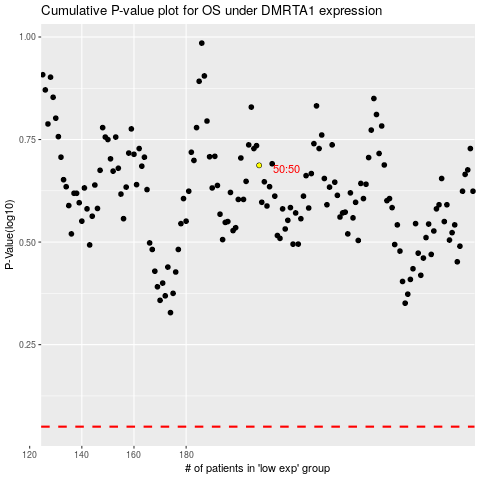 Cumulative P-value plot for OS under DMRTA1 expression
P-Value(log10)
1.00
0.75
0.50
0.25
50:50
120 140 160 180
# of patients in 'low exp' group